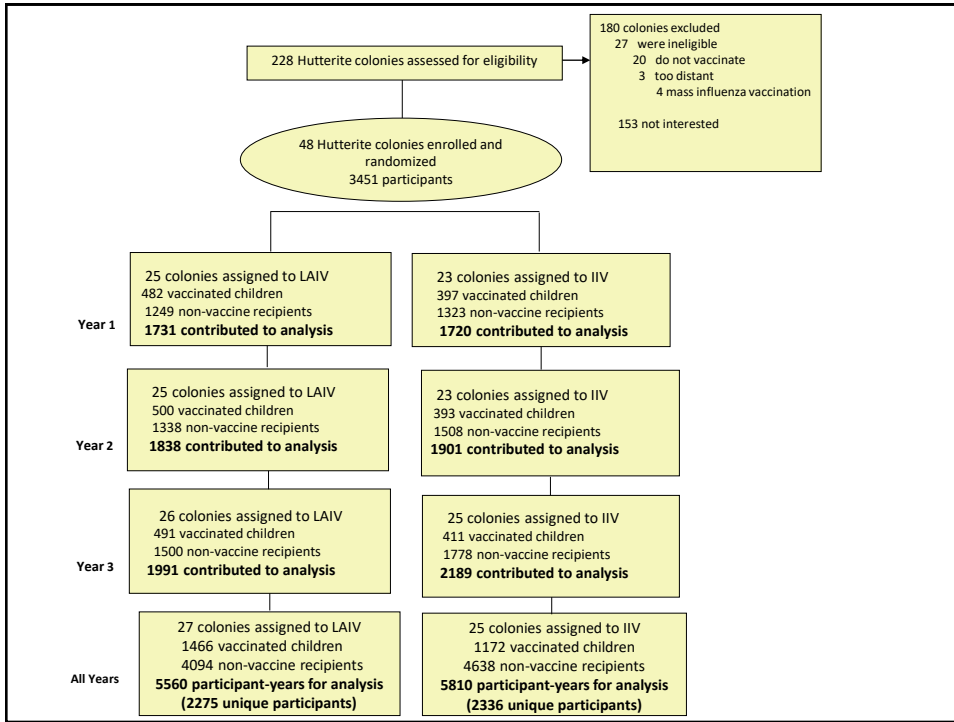 180 colonies excluded
27 were ineligible
20 do not vaccinate
3 too distant
4 mass influenza vaccination
153 not interested
228 Hutterite colonies assessed for eligibility
48 Hutterite colonies enrolled and
randomized
3451 participants
Year 1
25 colonies assigned to LAIV
482 vaccinated children
1249 non-vaccine recipients
1731 contributed to analysis
23 colonies assigned to IIV
397 vaccinated children
1323 non-vaccine recipients
1720 contributed to analysis
Year 2
25 colonies assigned to LAIV
500 vaccinated children
1338 non-vaccine recipients
1838 contributed to analysis
23 colonies assigned to IIV
393 vaccinated children
1508 non-vaccine recipients
1901 contributed to analysis
Year 3
26 colonies assigned to LAIV
491 vaccinated children
1500 non-vaccine recipients
1991 contributed to analysis
25 colonies assigned to IIV
411 vaccinated children
1778 non-vaccine recipients
2189 contributed to analysis
All Years
27 colonies assigned to LAIV
1466 vaccinated children
4094 non-vaccine recipients
5560 participant-years for analysis
(2275 unique participants)
25 colonies assigned to IIV
1172 vaccinated children
4638 non-vaccine recipients
5810 participant-years for analysis
(2336 unique participants)